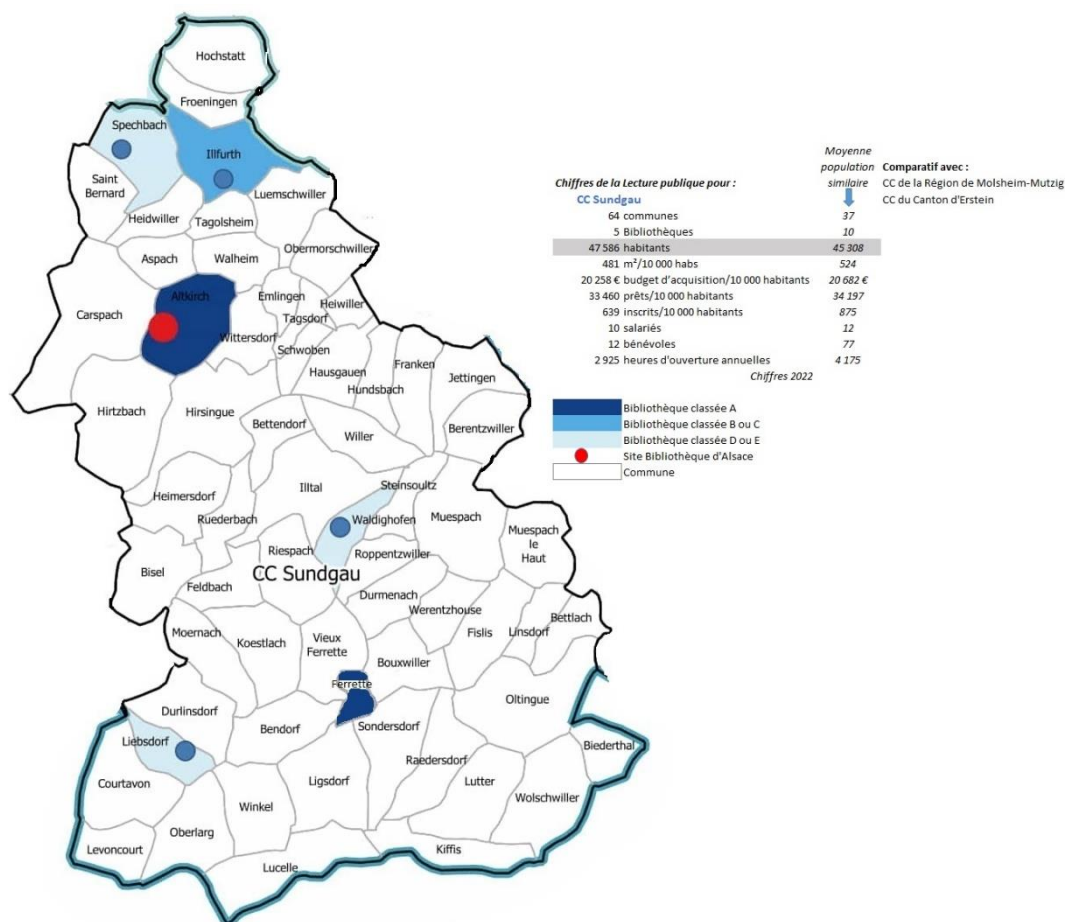 Hochstatt
Froeningen
Spechbach
Illfurth
Saint
Bernard
Luemschwiller
Heidwiller
Tagolsheim
Obermorschwiller
Aspach
Walheim
Altkirch
Emlingen
Heiwiller
Carspach
Tagsdorf
Wittersdorf
Schwoben
Franken
Hausgauen
Jettingen
Hundsbach
Hirtzbach
Hirsingue
Bettendorf
Berentzwiller
Willer
Steinsoultz
Illtal
Heimersdorf
Muespach
Ruederbach
Waldighofen
Muespach
le
Haut
Riespach
Roppentzwiller
Bisel
CC Sundgau
Feldbach
Durmenach
Werentzhouse
Bettlach
Moernach
Koestlach
Vieux
Ferrette
Fislis
Linsdorf
Bouxwiller
Ferrette
Oltingue
Durlinsdorf
Bendorf
Sondersdorf
Liebsdorf
Biederthal
Raedersdorf
Courtavon
Ligsdorf
Lutter
Wolschwiller
Winkel
Oberlarg
Levoncourt
Kiffis
Lucelle
Moyenne
population
similaire
Comparatif avec :
CC de la Région de Molsheim-Mutzig
CC du Canton d'Erstein
Chiffres de la Lecture publique pour :
CC Sundgau
64 communes 37
5 Bibliothèques 10
47 586 habitants 45 308
481 m²/10 000 habs 524
20 258 € budget d'acquisition/10 000 habitants 20 682 €
33 460 prêts/10 000 habitants 34 197
639 inscrits/10 000 habitants 875
10 salariés 12
12 bénévoles 77
2 925 heures d'ouverture annuelles 4 175
Chiffres 2022
Bibliothèque classée A
Bibliothèque classée B ou C
Bibliothèque classée D ou E
Site Bibliothèque d'Alsace
Commune